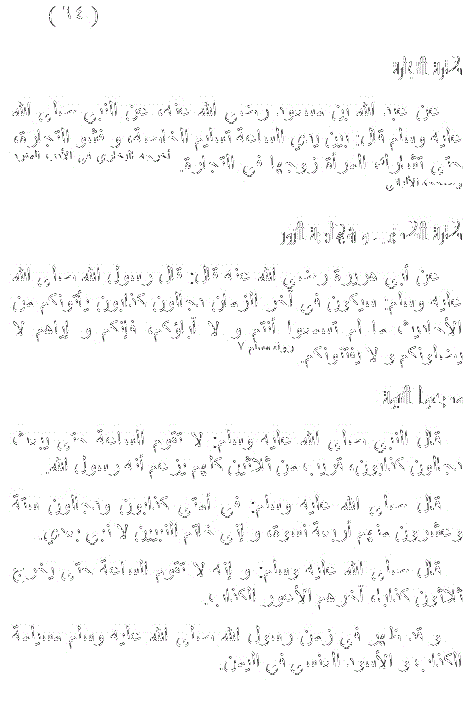 ( ٦٤ )
كثرة التجارة
عن عبد الله بن مسعود رضي الله عنه، عن النبي صلى الله
عليه وسلم قال: بين يدي الساعة تسليم الخاصة، و فشو التجارة،
حتى تشارك المرأة زوجها في التجارة. أخرجه البخاري في الأدب المفرد
وصححه الألباني
كثرة الكذب و شهادة الزور
عن أبي هريرة رضي الله عنه قال: قال رسول الله صلى الله
عليه وسلم: سيكون في آخر الزمان دجالون كذابون يأتونكم من
الأحاديث ما لم تسمعوا أنتم و لا آباؤكم، فإياكم و إياهم لا
يضلونكم و لا يفتنونكم. رواه مسلم ٧
النبوة
قال النبي صلى الله عليه وسلم: لا تقوم الساعة حتى يبعث
دجالون كذابون، قريب من ثلاثين كلهم يزعم أنه رسول الله.
قال صلى الله عليه وسلم: في أمتي كذابون ودجالون ستة
وعشرون منهم أربعة نسوة، و إني خاتم النبيين لا نبي بعدي.
قال صلى الله عليه وسلم: و إنه لا تقوم الساعة حتى يخرج
ثلاثون كذابا، آخرهم الأعور الكذاب.
و قد ظهر في زمن رسول الله صلى الله عليه وسلم مسيلمة
الكذاب و الأسود العنسي في اليمن.